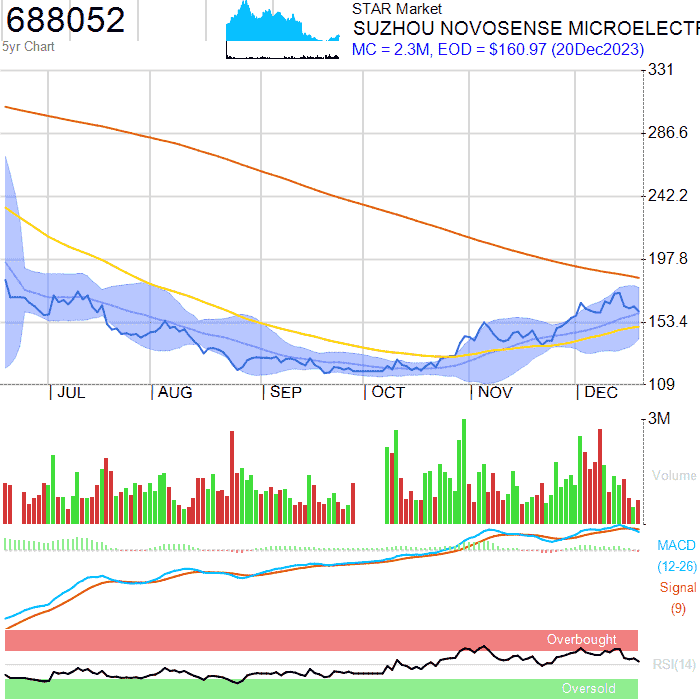 688052
5yr Chart
STAR Market
SUZHOU NOVOSENSE MICROELECTR
MC = 2.3M, EOD = $160.97 (20Dec2023)
331
286.6
242.2
197.8
153.4
109
JUL
AUG
SEP
OCT
NOV
DEC
3M
Volume
MACD
(12-26)
Signal
(9)
Overbought
RSI(14)
Oversold